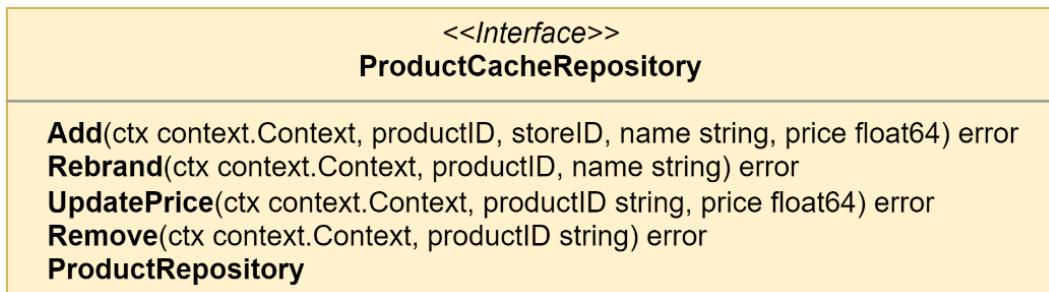 <<Interface>>
ProductCacheRepository
Add(ctx context.Context, productID, storeID, name string, price float64) error
Rebrand(ctx context.Context, productID, name string) error
UpdatePrice(ctx context.Context, productID string, price float64) error
Remove(ctx context.Context, productID string) error
ProductRepository